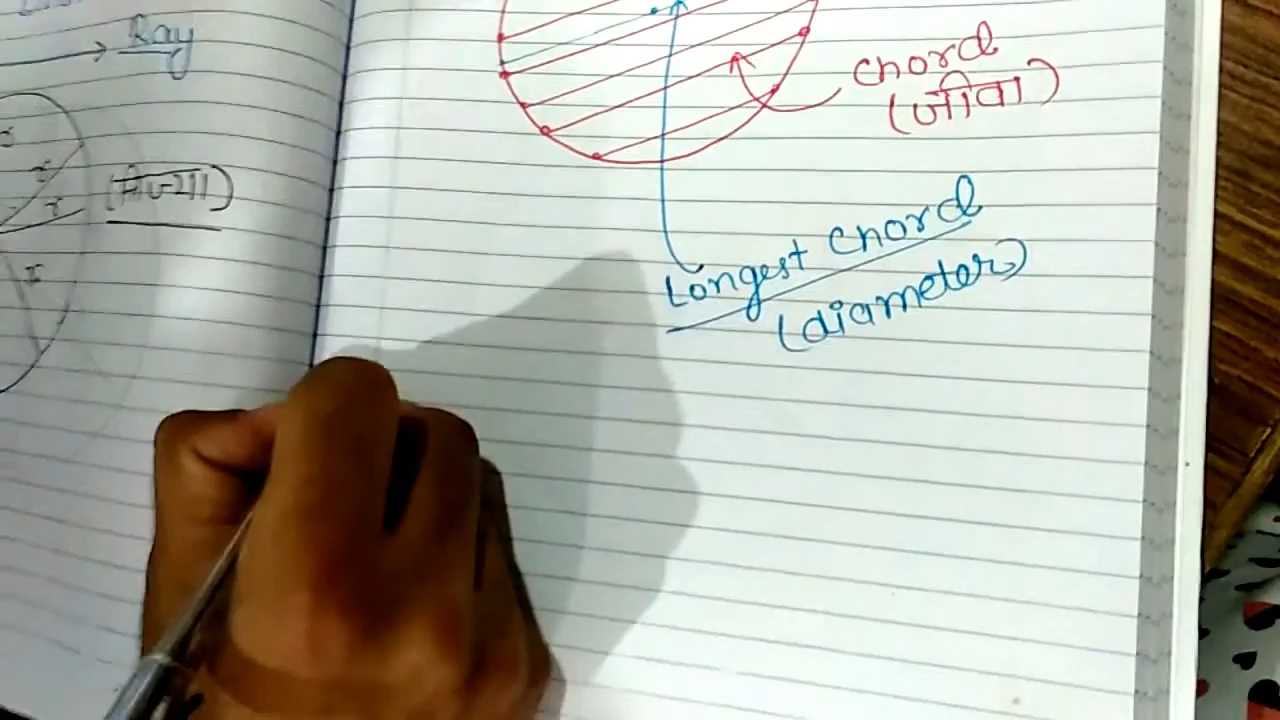 Ray
r
r
r
r
Chord
(जीवा)
Longest Chord
(diameter)